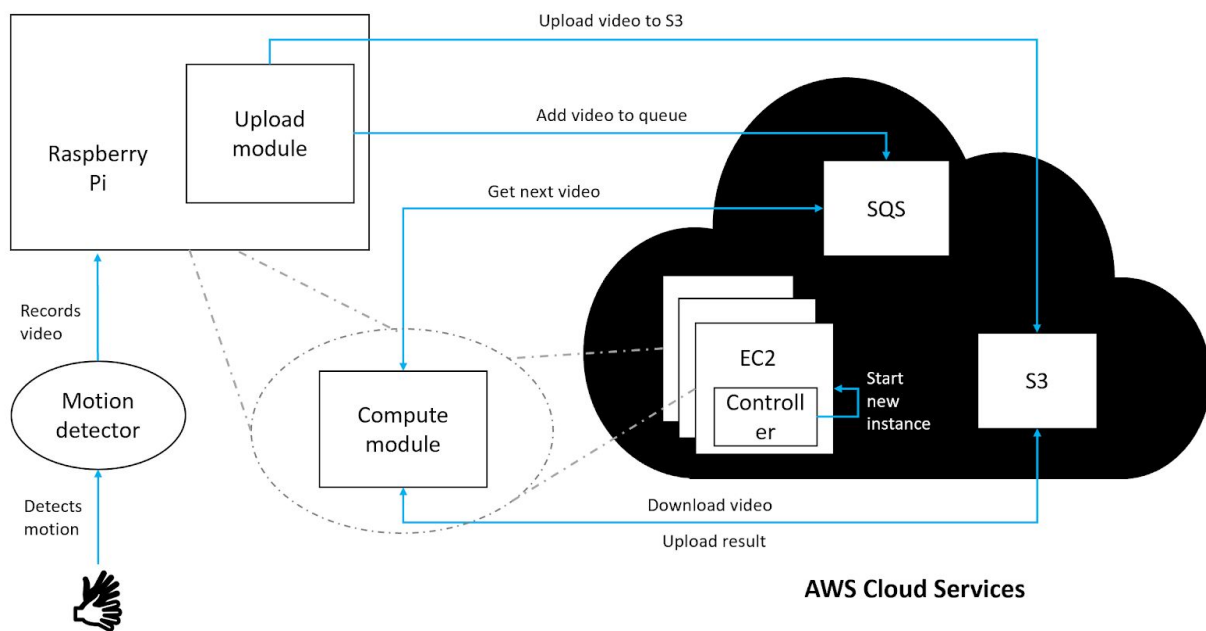 Upload video to S3
Upload
module
Add video to queue
Raspberry
Pi
Get next video
SQS
Records
video
EC2
Start
new
instance
S3
Controll
er
Motion
detector
Compute
module
Detects
motion
Download video
Upload result
AWS Cloud Services